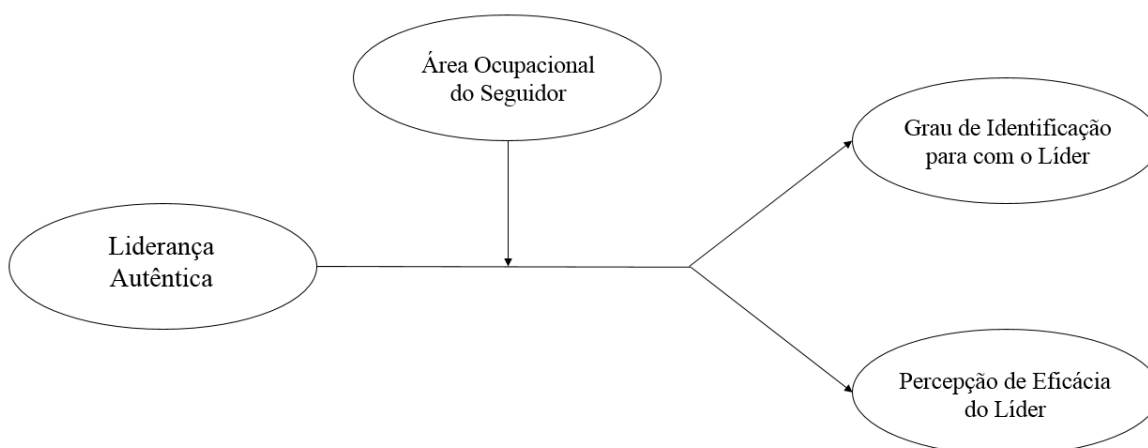 Área Ocupacional
do Seguidor
Grau de Identificação
para com o Líder
Liderança
Autêntica
Percepção de Eficácia
do Líder